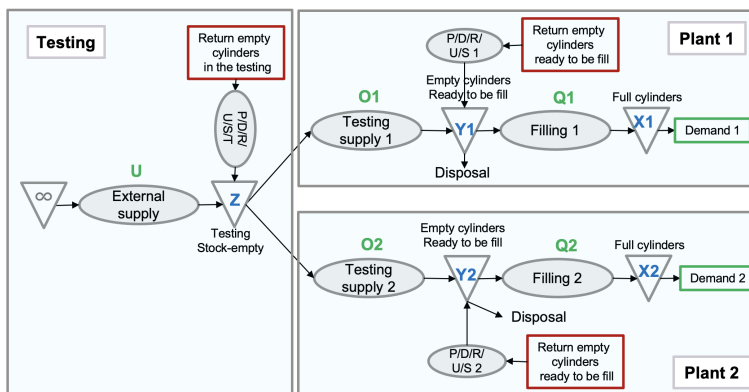 Testing
Return empty
cylinders
in the testing
P/D/R/
U/S/T
U
∞
External
supply
Z
Testing
Stock-empty
Plant 1
P/D/R/
U/S 1
Return empty
cylinders
ready to be fill
Empty cylinders
Ready to be fill
O1
Testing
supply 1
Y1
Disposal
Q1
Filling 1
Full cylinders
X1
Demand 1
O2
Testing
supply 2
Empty cylinders
Ready to be fill
Y2
Disposal
Q2
Filling 2
Full cylinders
X2
Demand 2
P/D/R/
U/S 2
Return empty
cylinders
ready to be fill
Plant 2